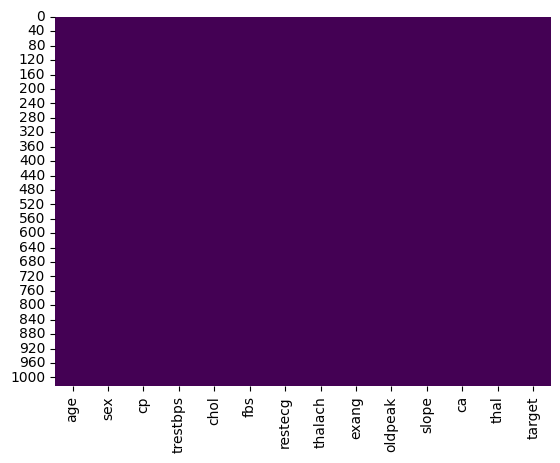 0
40
80
120
160
200
240
280
320
360
400
440
480
520
560
600
640
680
720
760
800
840
880
920
960
1000
age
sex
cp
trestbps
chol
fbs
restecg
thalach
exang
oldpeak
slope
ca
thal
target